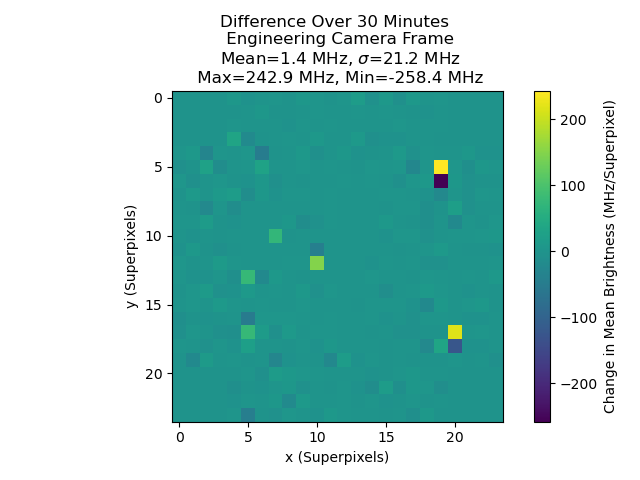 Difference Over 30 Minutes
Engineering Camera Frame
Mean=1.4 MHz, σ=21.2 MHz
Max=242.9 MHz, Min=-258.4 MHz
0
5
10
15
20
y (Superpixels)
0 5 10 15 20
x (Superpixels)
200
100
0
−100
−200
Change in Mean Brightness (MHz/Superpixel)